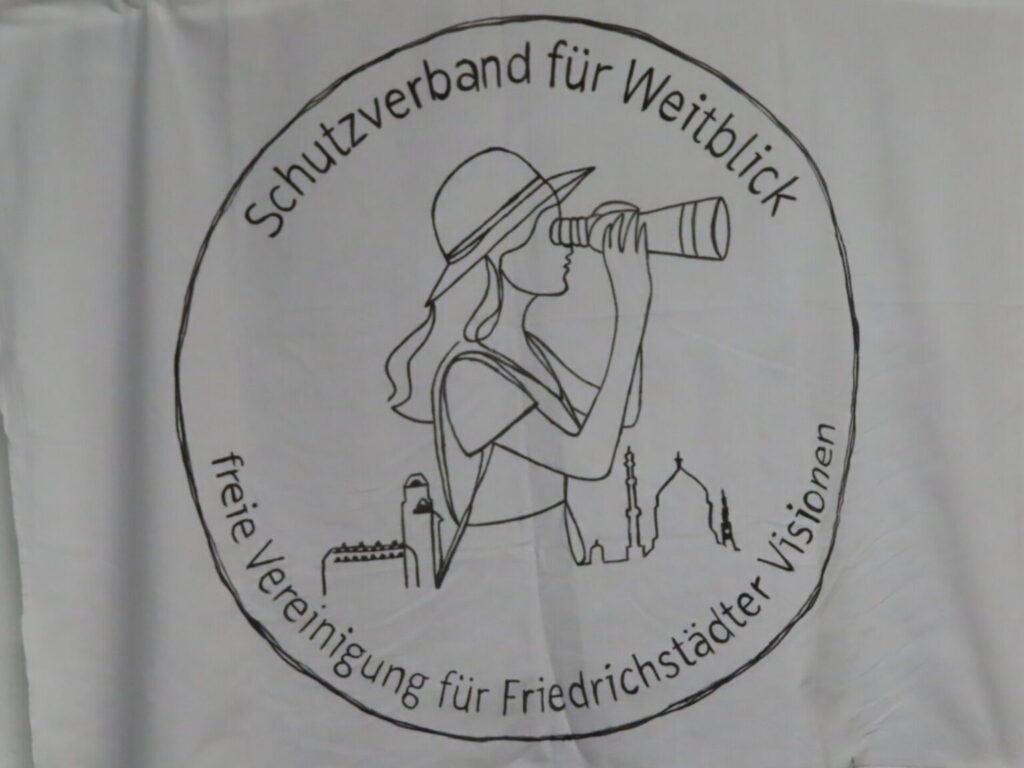 Schutzverband für Weitblick
freie Vereinigung für Friedrichstädter Visionen